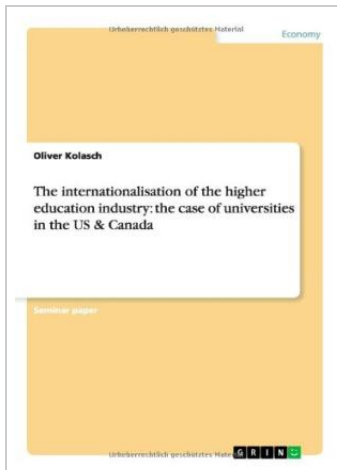 Urheberrechtlich geschütztes Material
Economy
Oliver Kolasch
The internationalisation of the higher
education industry: the case of universities
in the US & Canada
Seminar paper
Urheberrechtlich geschütztes Mater
GRIN